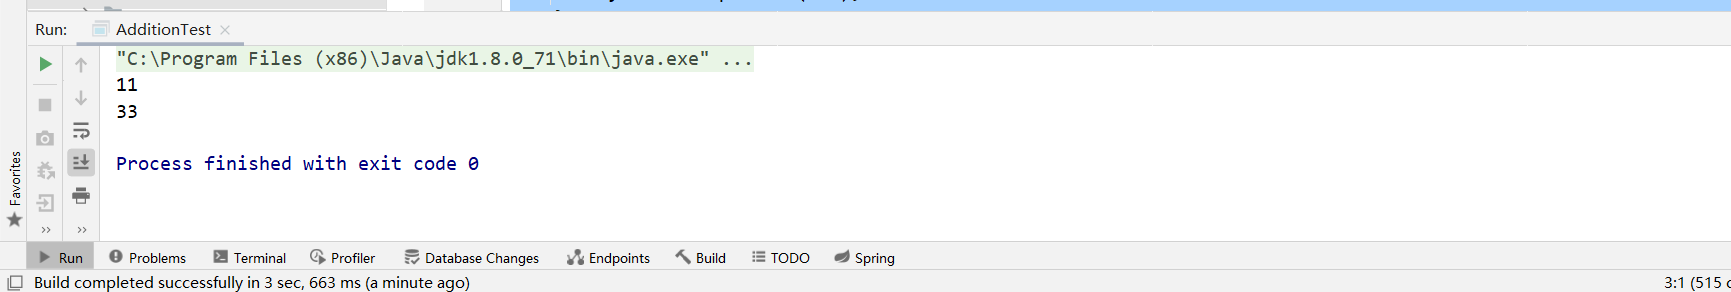 Run: AdditionTest
"C:\Program Files (x86)\Java\jdk1.8.0_71\bin\java.exe" ...
11
33
Process finished with exit code 0
Favorites
Run Problems Terminal Profiler Database Changes Endpoints Build TODO Spring
Build completed successfully in 3 sec, 663 ms (a minute ago) 3:1 (515 c